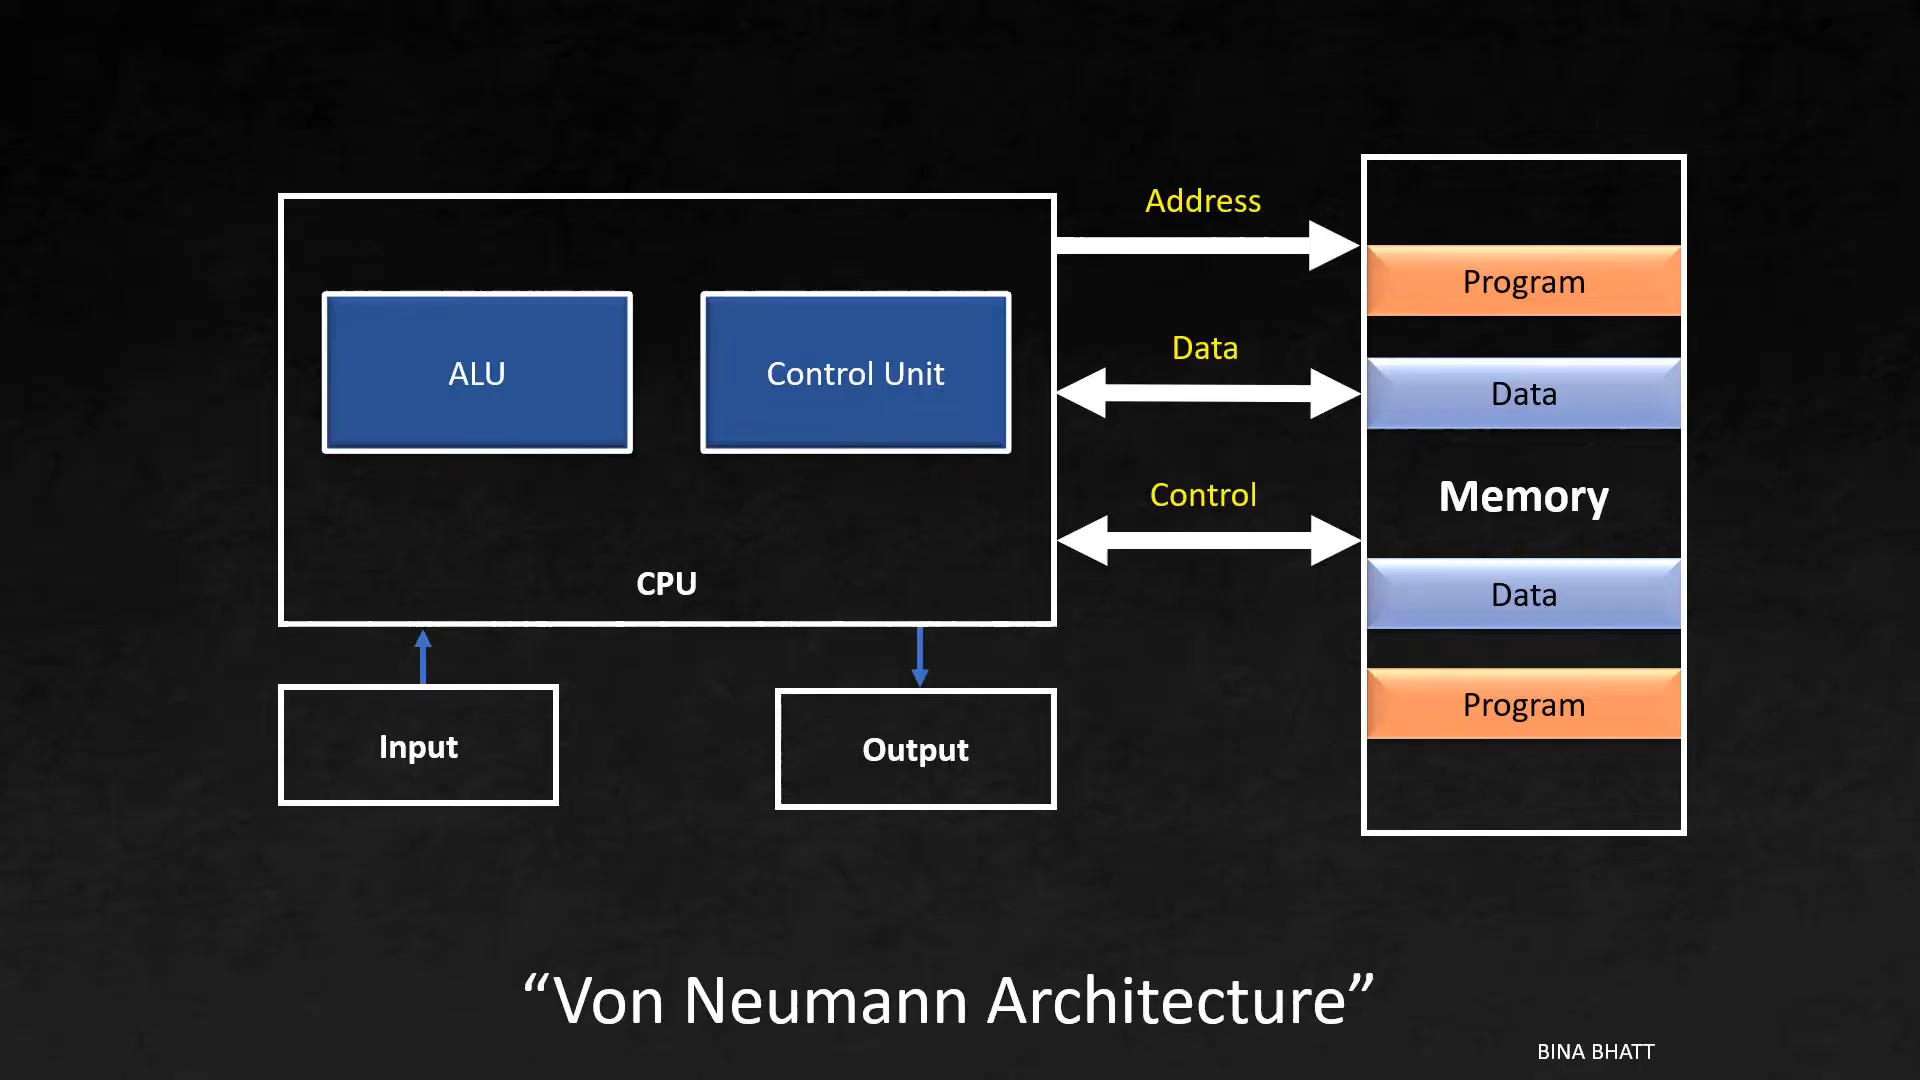 Address
Program
Data
Data
ALU
Control Unit
Control
Memory
CPU
Data
Program
Input
Output
“Von Neumann Architecture”
BINA BHATT